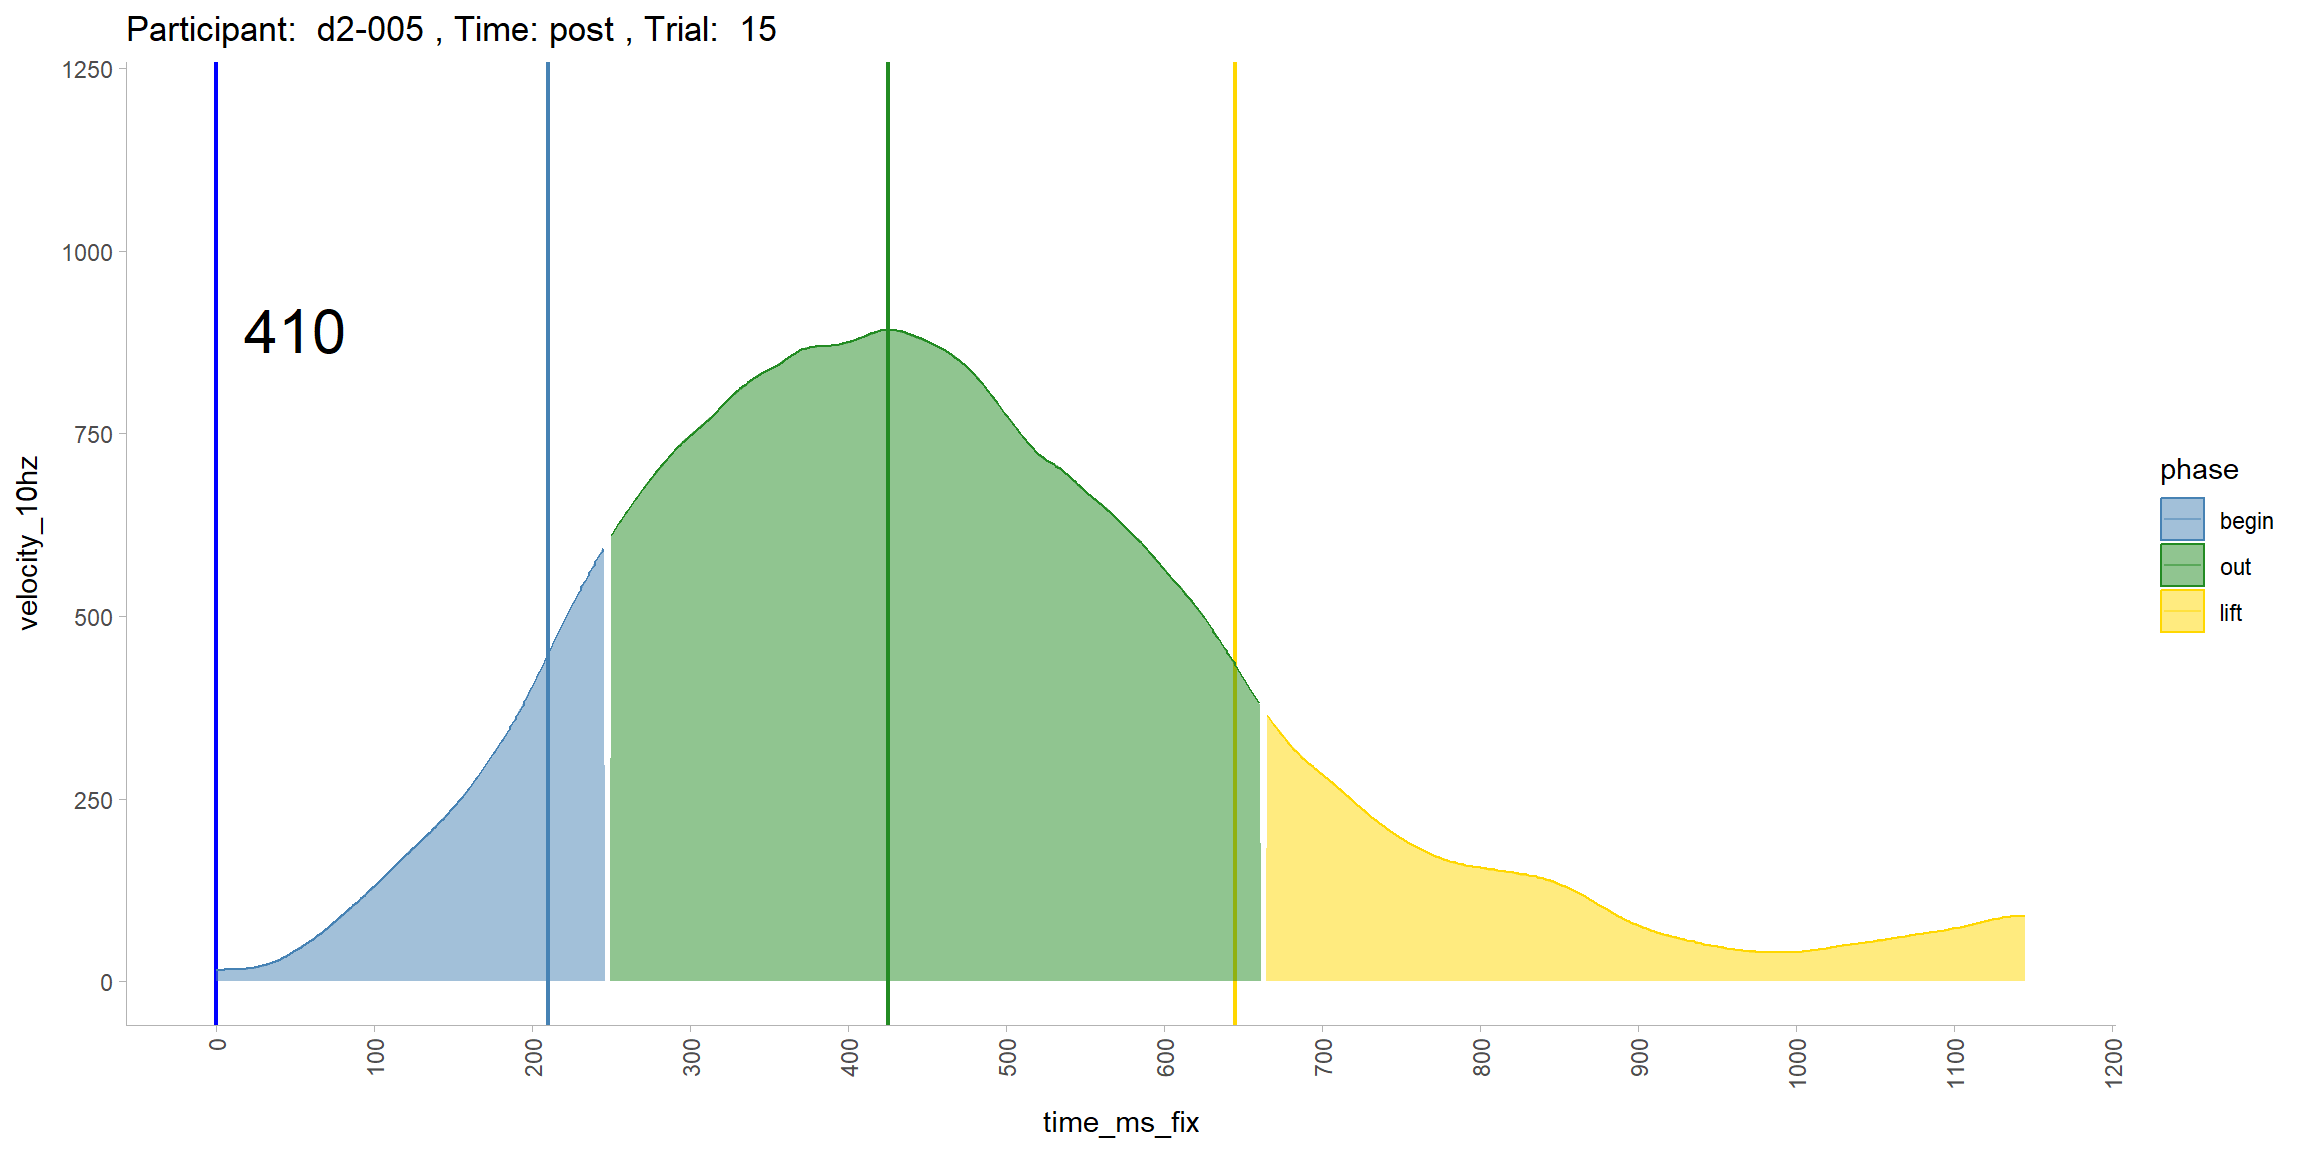 Participant:  d2-005 , Time: post , Trial:  15
1250
1000
750
500
250
0
velocity_10hz
410
0
100
200
300
400
500
600
700
800
900
1000
1100
1200
time_ms_fix
phase
begin
out
lift